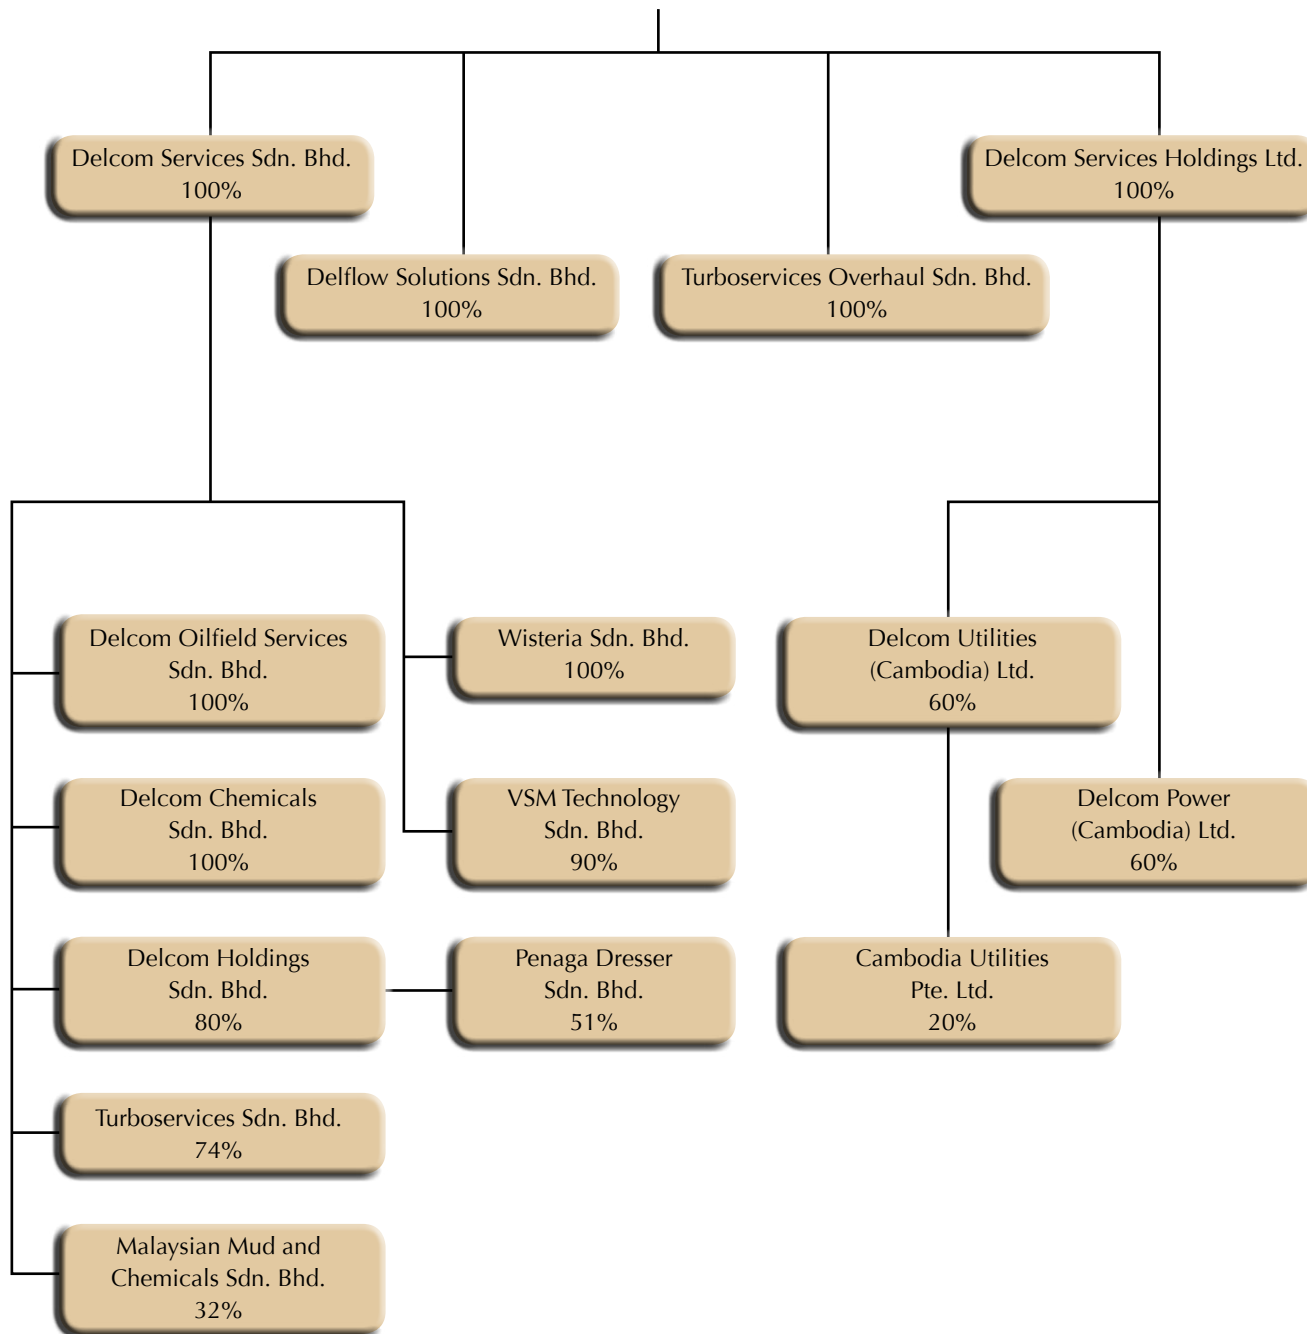 Delcom Services Sdn. Bhd.
100%
Delcom Services Holdings Ltd.
100%
Delflow Solutions Sdn. Bhd.
100%
Turboservices Overhaul Sdn. Bhd.
100%
Delcom Oilfield Services
Sdn. Bhd.
100%
Wisteria Sdn. Bhd.
100%
Delcom Utilities
(Cambodia) Ltd.
60%
Delcom Chemicals
Sdn. Bhd.
100%
VSM Technology
Sdn. Bhd.
90%
Delcom Power
(Cambodia) Ltd.
60%
Delcom Holdings
Sdn. Bhd.
80%
Penaga Dresser
Sdn. Bhd.
51%
Cambodia Utilities
Pte. Ltd.
20%
Turboservices Sdn. Bhd.
74%
Malaysian Mud and
Chemicals Sdn. Bhd.
32%